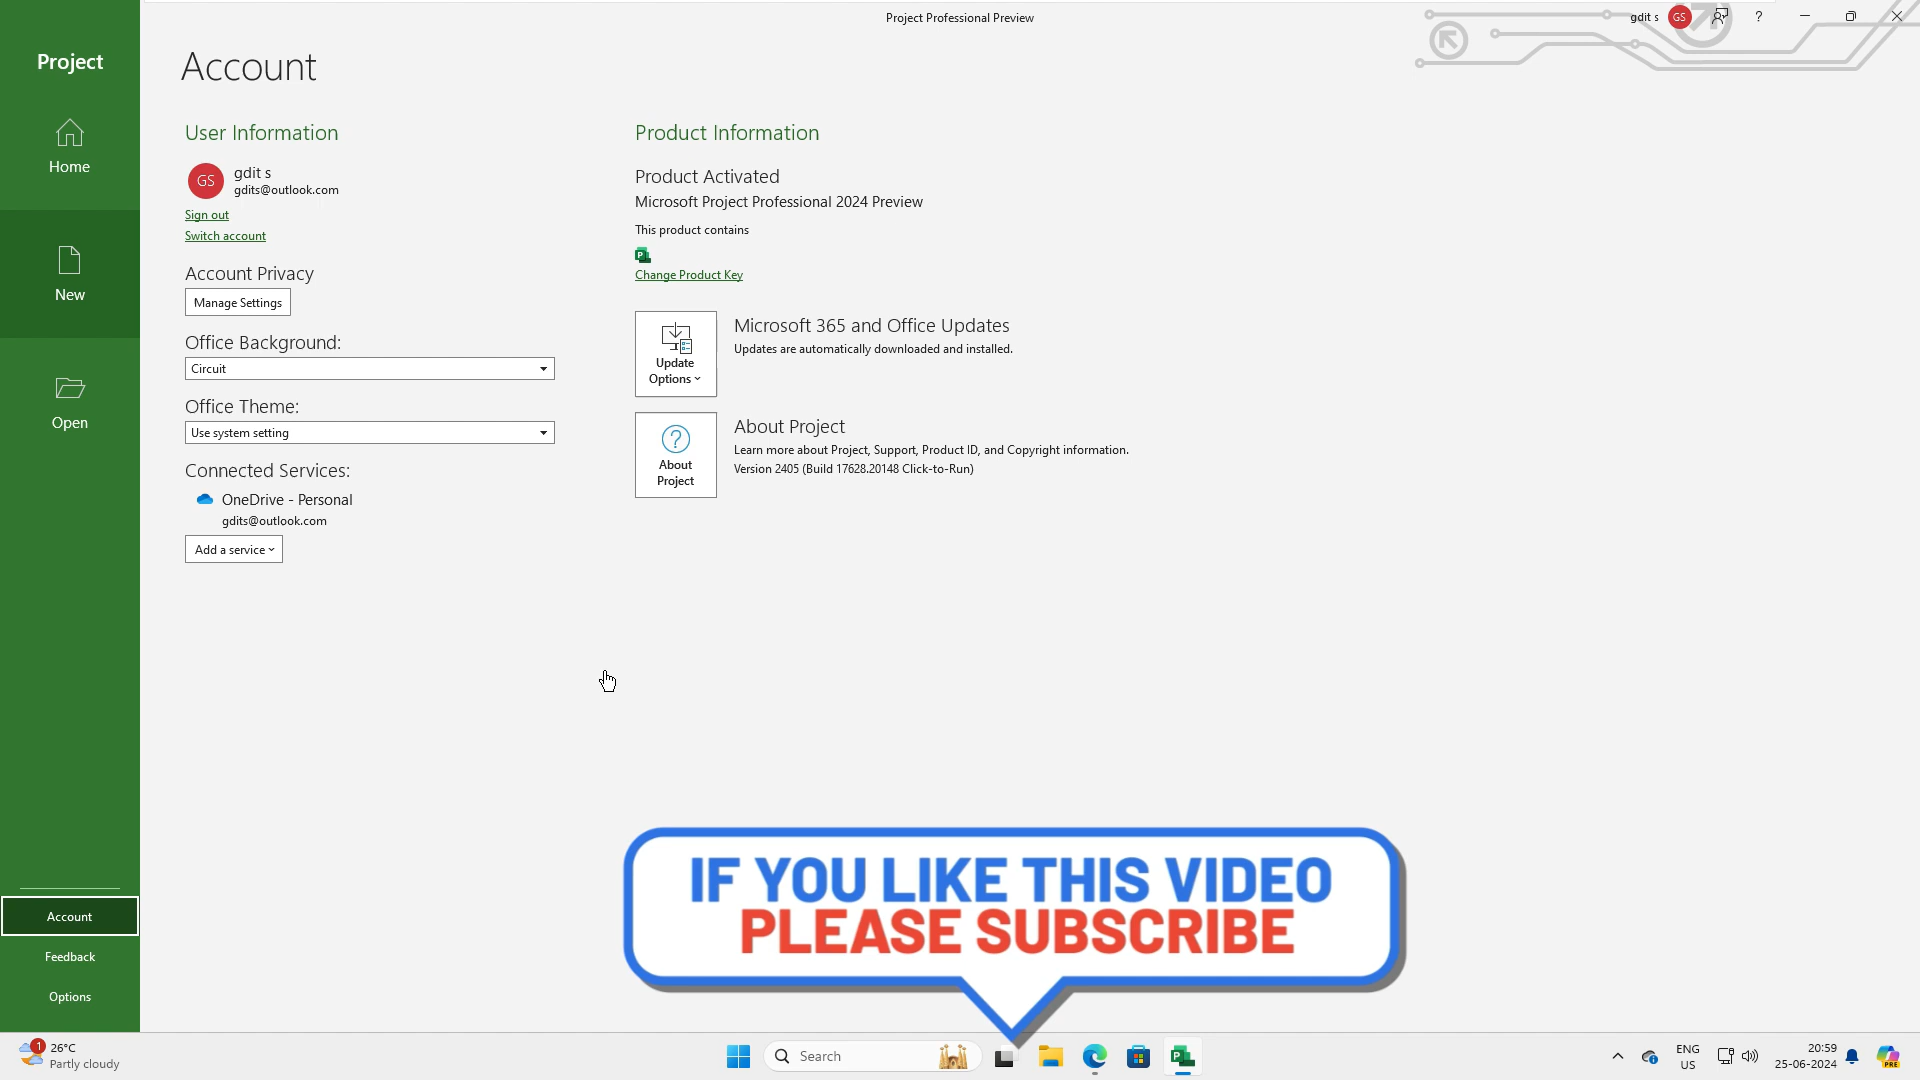 Project Professional Preview
gdit s
GS
?
Project
Home
New
Open
Account
Feedback
Options
Account
User Information
GS
gdit s
gdits@outlook.com
Sign out
Switch account
Account Privacy
Manage Settings
Office Background:
Circuit
Office Theme:
Use system setting
Connected Services:
OneDrive - Personal
gdits@outlook.com
Add a service
Product Information
Product Activated
Microsoft Project Professional 2024 Preview
This product contains
P
Change Product Key
Update
Options
Microsoft 365 and Office Updates
Updates are automatically downloaded and installed.
?
About
Project
About Project
Learn more about Project, Support, Product ID, and Copyright information.
Version 2405 (Build 17628.20148 Click-to-Run)
IF YOU LIKE THIS VIDEO
PLEASE SUBSCRIBE
1
26°C
Partly cloudy
Search
P
ENG
US
20:59
25-06-2024
PRE